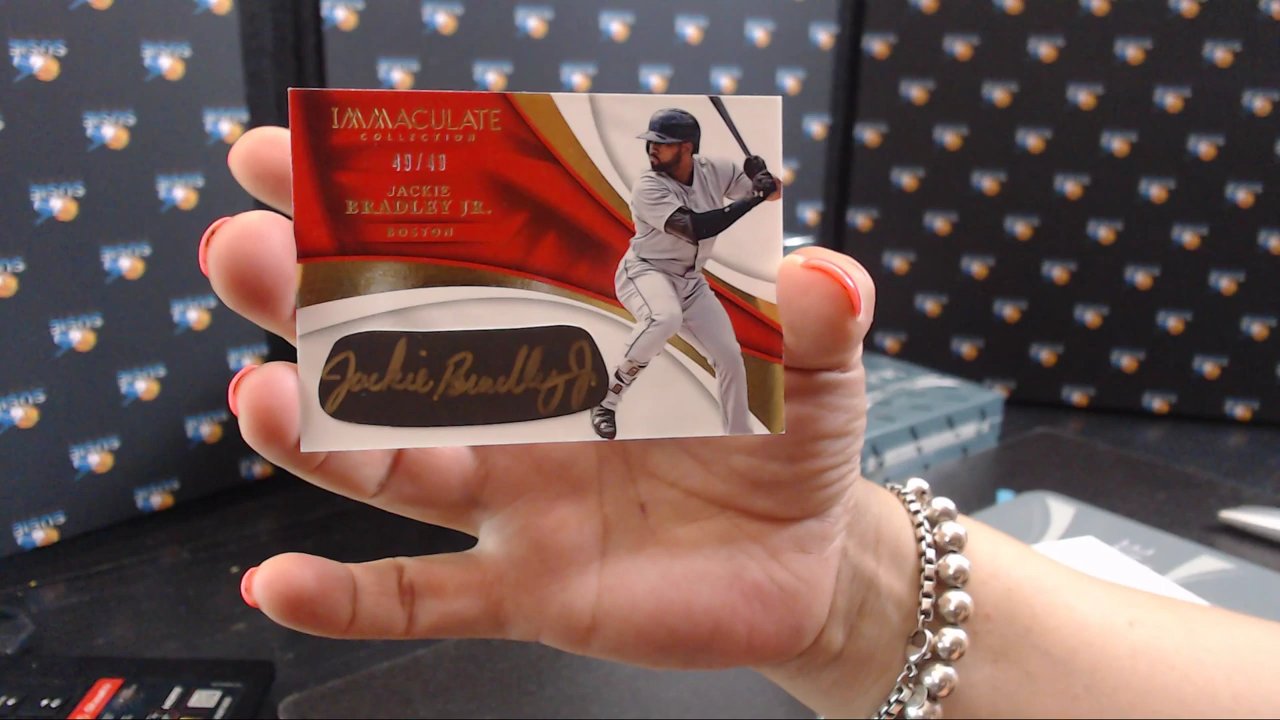 IMMACULATE
COLLECTION
49/49
JACKIE
BRADLEY JR.
BOSTON
Jackie Bradley Jr.